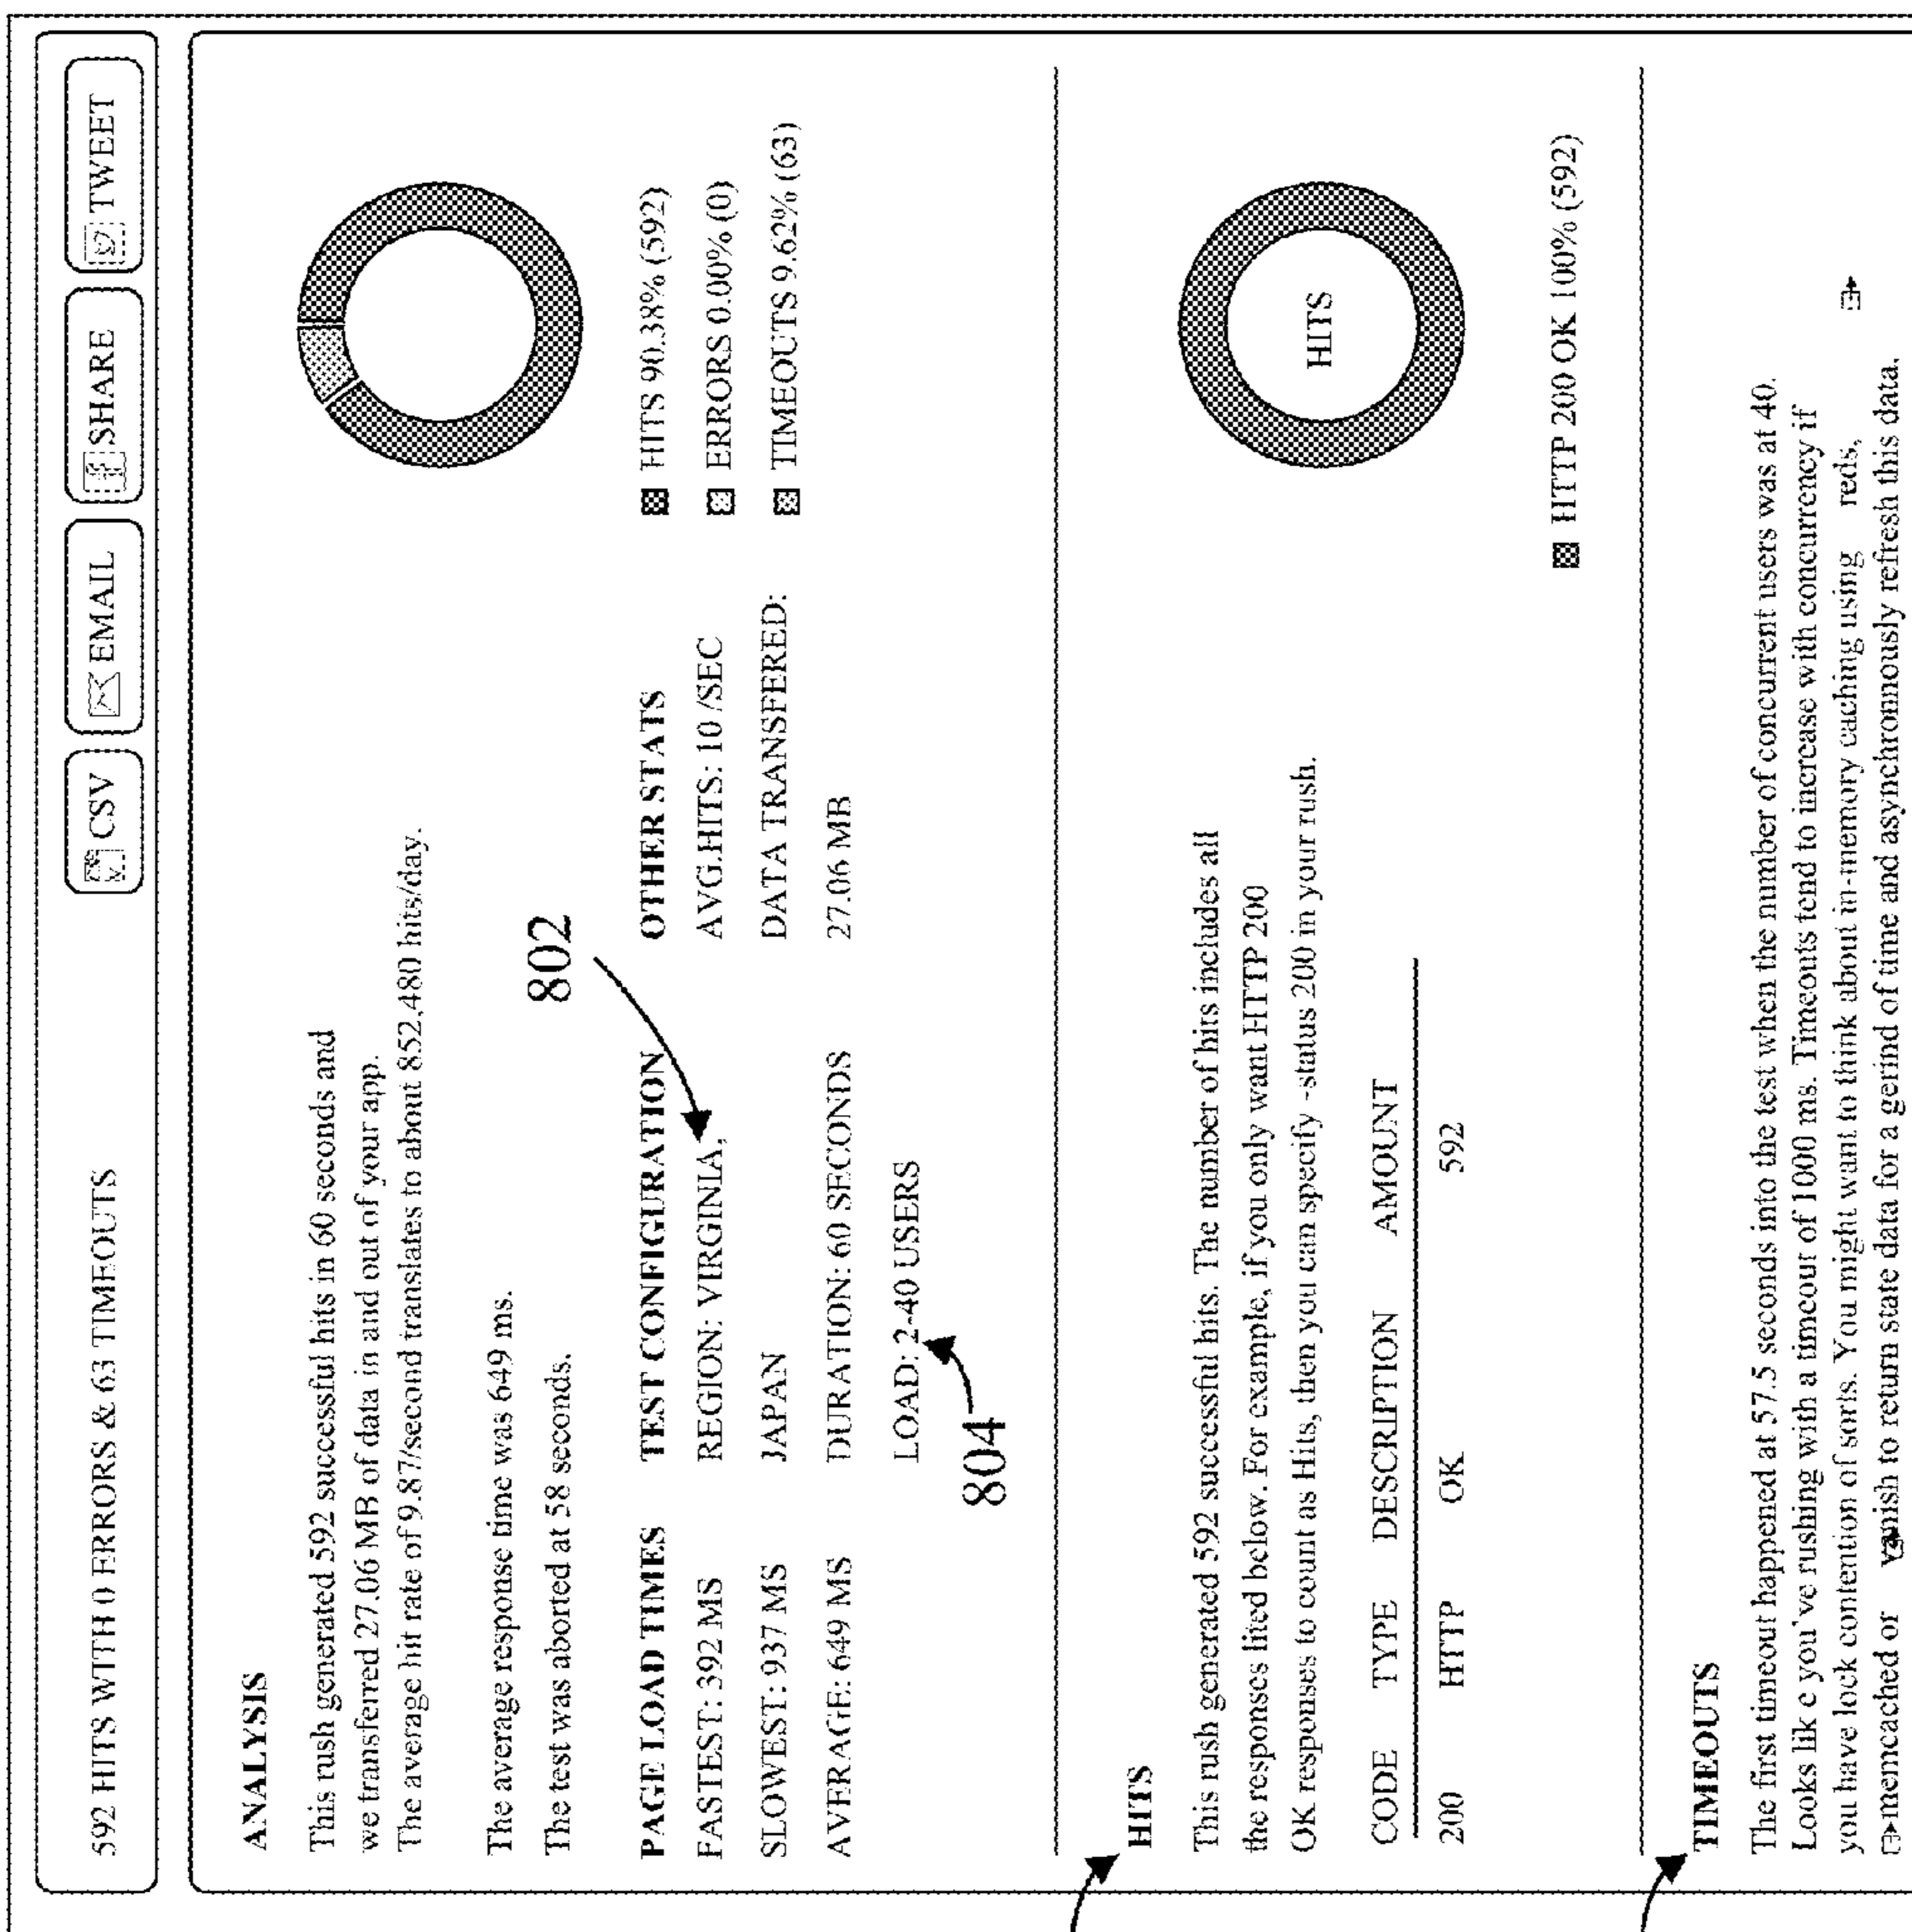 592 HITS WITH 0 ERRORS & 63 TIMEOUTS
CSV
EMAIL
SHARE
TWEET
ANALYSIS
This rush generated 592 successful hits in 60 seconds and
we transferred 27.06 MB of data in and out of your app.
The average hit rate of 9.87/second translates to about 852,480 hits/day.
The average response time was 649 ms.
The test was aborted at 58 seconds.
802
PAGE LOAD TIMES
FASTEST: 392 MS
SLOWEST: 937 MS
AVERAGE: 649 MS
TEST CONFIGURATION
REGION: VIRGINIA,
JAPAN
DURATION: 60 SECONDS
LOAD: 2-40 USERS
804
OTHER STATS
AVG.HITS: 10 /SEC
DATA TRANSFERED:
27.06 MB
HITS 90.38% (592)
ERRORS 0.00% (0)
TIMEOUTS 9.62% (63)
HITS
This rush generated 592 successful hits. The number of hits includes all
the responses lited below. For example, if you only want HTTP 200
OK responses to count as Hits, then you can specify -status 200 in your rush.
CODE TYPE DESCRIPTION AMOUNT
200 HTTP OK 592
HITS
HTTP 200 OK 100% (592)
TIMEOUTS
The first timeout happened at 57.5 seconds into the test when the number of concurrent users was at 40.
Looks lik e you've rushing with a timeout of 1000 ms. Timeouts tend to increase with concurrency if
you have lock contention of sorts. You might want to think about in-memory caching using reds,
memcached or to return state data for a gerind of time and asynchronnously refresh this data.